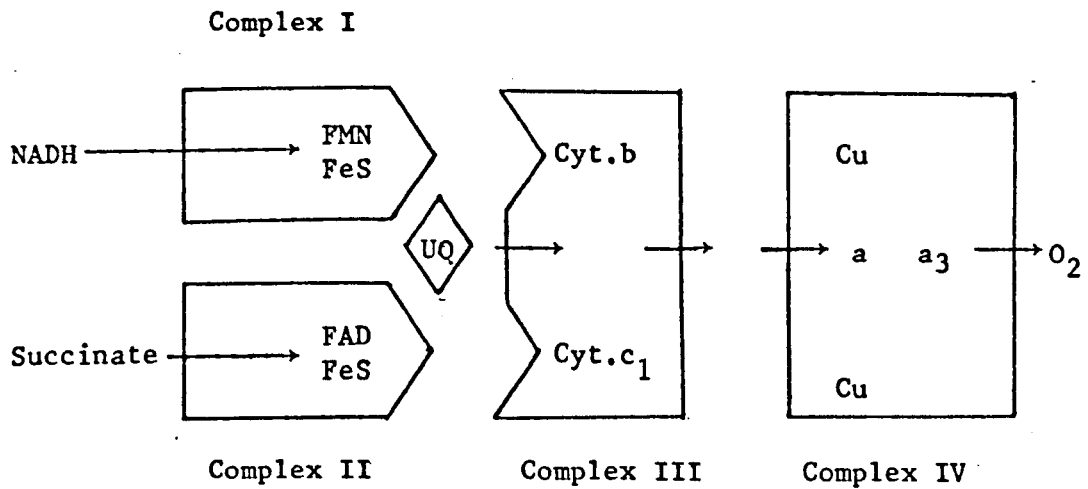 Complex I
NADH
FMN
FeS
Cyt.b
Cu
UQ
a a3
O2
Succinate
FAD
FeS
Cyt.c1
Cu
Complex II
Complex III
Complex IV